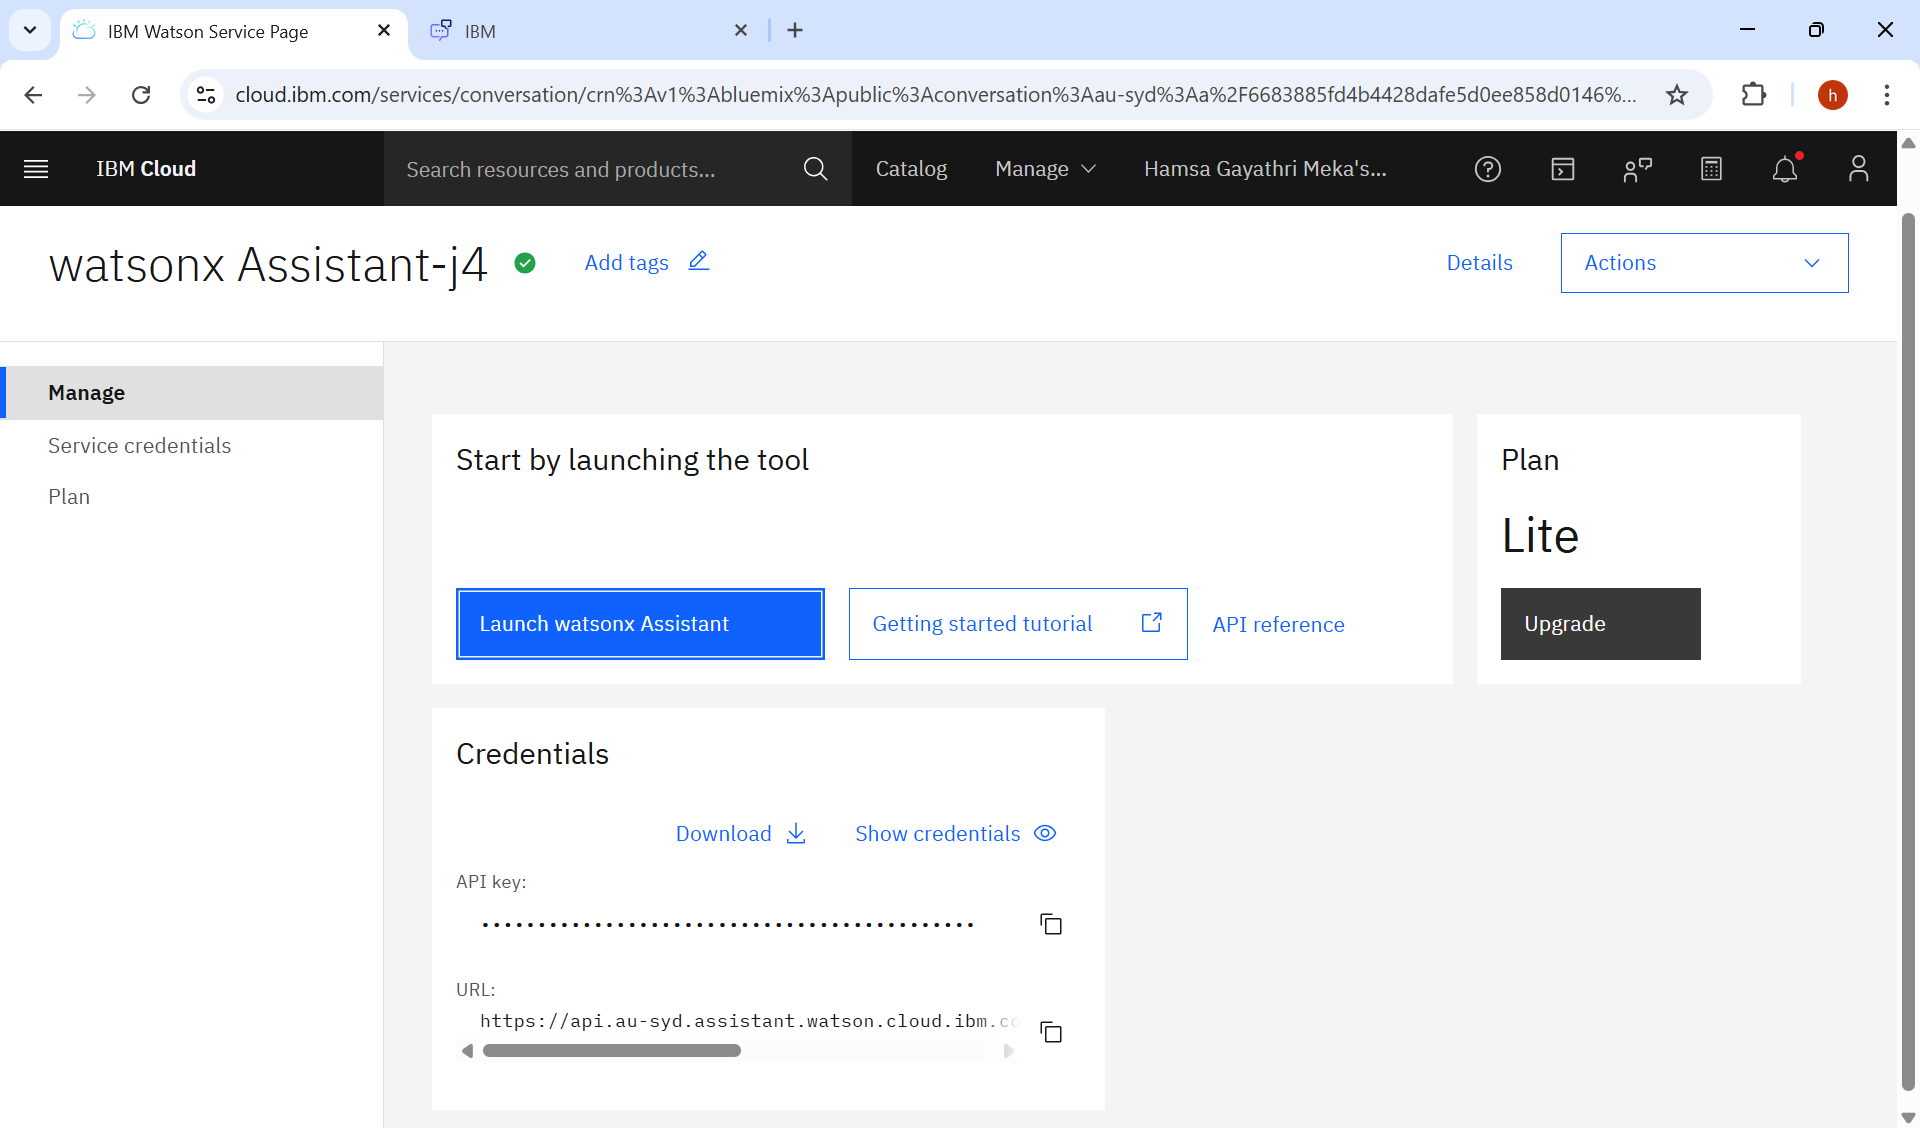 IBM Watson Service Page
IBM
cloud.ibm.com/services/conversation/crn%3Av1%3Abluemix%3Apublic%3Aconversation%3Aau-syd%3Aa%2F6683885fd4b4428dafe5d0ee858d0146%...
h
IBM Cloud
Search resources and products...
Catalog
Manage
Hamsa Gayathri Meka's...
watsonx Assistant-j4
Add tags
Details
Actions
Manage
Service credentials
Plan
Start by launching the tool
Launch watsonx Assistant
Getting started tutorial
API reference
Plan
Lite
Upgrade
Credentials
Download
Show credentials
API key:
••••••••••••••••••••••••••••••••••••••••••••
URL:
https://api.au-syd.assistant.watson.cloud.ibm.co